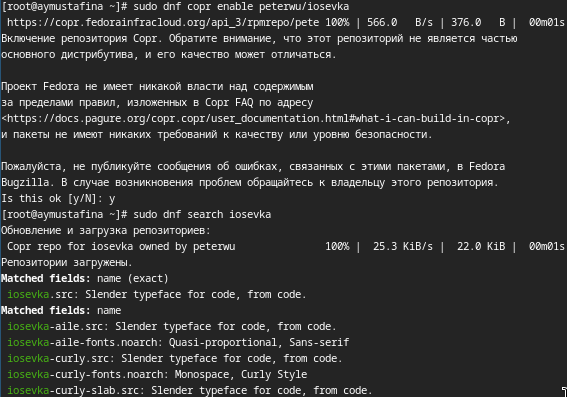 [root@aymustafina ~]# sudo dnf copr enable peterwu/iosevka
https://copr.fedorainfracloud.org/api_3/rpmrepo/pete 100% | 566.0   B/s | 376.0   B |  00m01s
Включение репозитория Copr. Обратите внимание, что этот репозиторий не является частью
основного дистрибутива, и его качество может отличаться.

Проект Fedora не имеет никакой власти над содержимым
за пределами правил, изложенных в Copr FAQ по адресу
<https://docs.pagure.org/copr.copr/user_documentation.html#what-i-can-build-in-copr>,
и пакеты не имеют никаких требований к качеству или уровню безопасности.

Пожалуйста, не публикуйте сообщения об ошибках, связанных с этими пакетами, в Fedora
Bugzilla. В случае возникновения проблем обращайтесь к владельцу этого репозитория.
Is this ok [y/N]: y
[root@aymustafina ~]# sudo dnf search iosevka
Обновление и загрузка репозиториев:
Copr repo for iosevka owned by peterwu              100% |  25.3 KiB/s |  22.0 KiB |  00m01s
Репозитории загружены.
Matched fields: name (exact)
iosevka.src: Slender typeface for code, from code.
Matched fields: name
iosevka-aile.src: Slender typeface for code, from code.
iosevka-aile-fonts.noarch: Quasi-proportional, Sans-serif
iosevka-curly.src: Slender typeface for code, from code.
iosevka-curly-fonts.noarch: Monospace, Curly Style
iosevka-curly-slab.src: Slender typeface for code, from code.